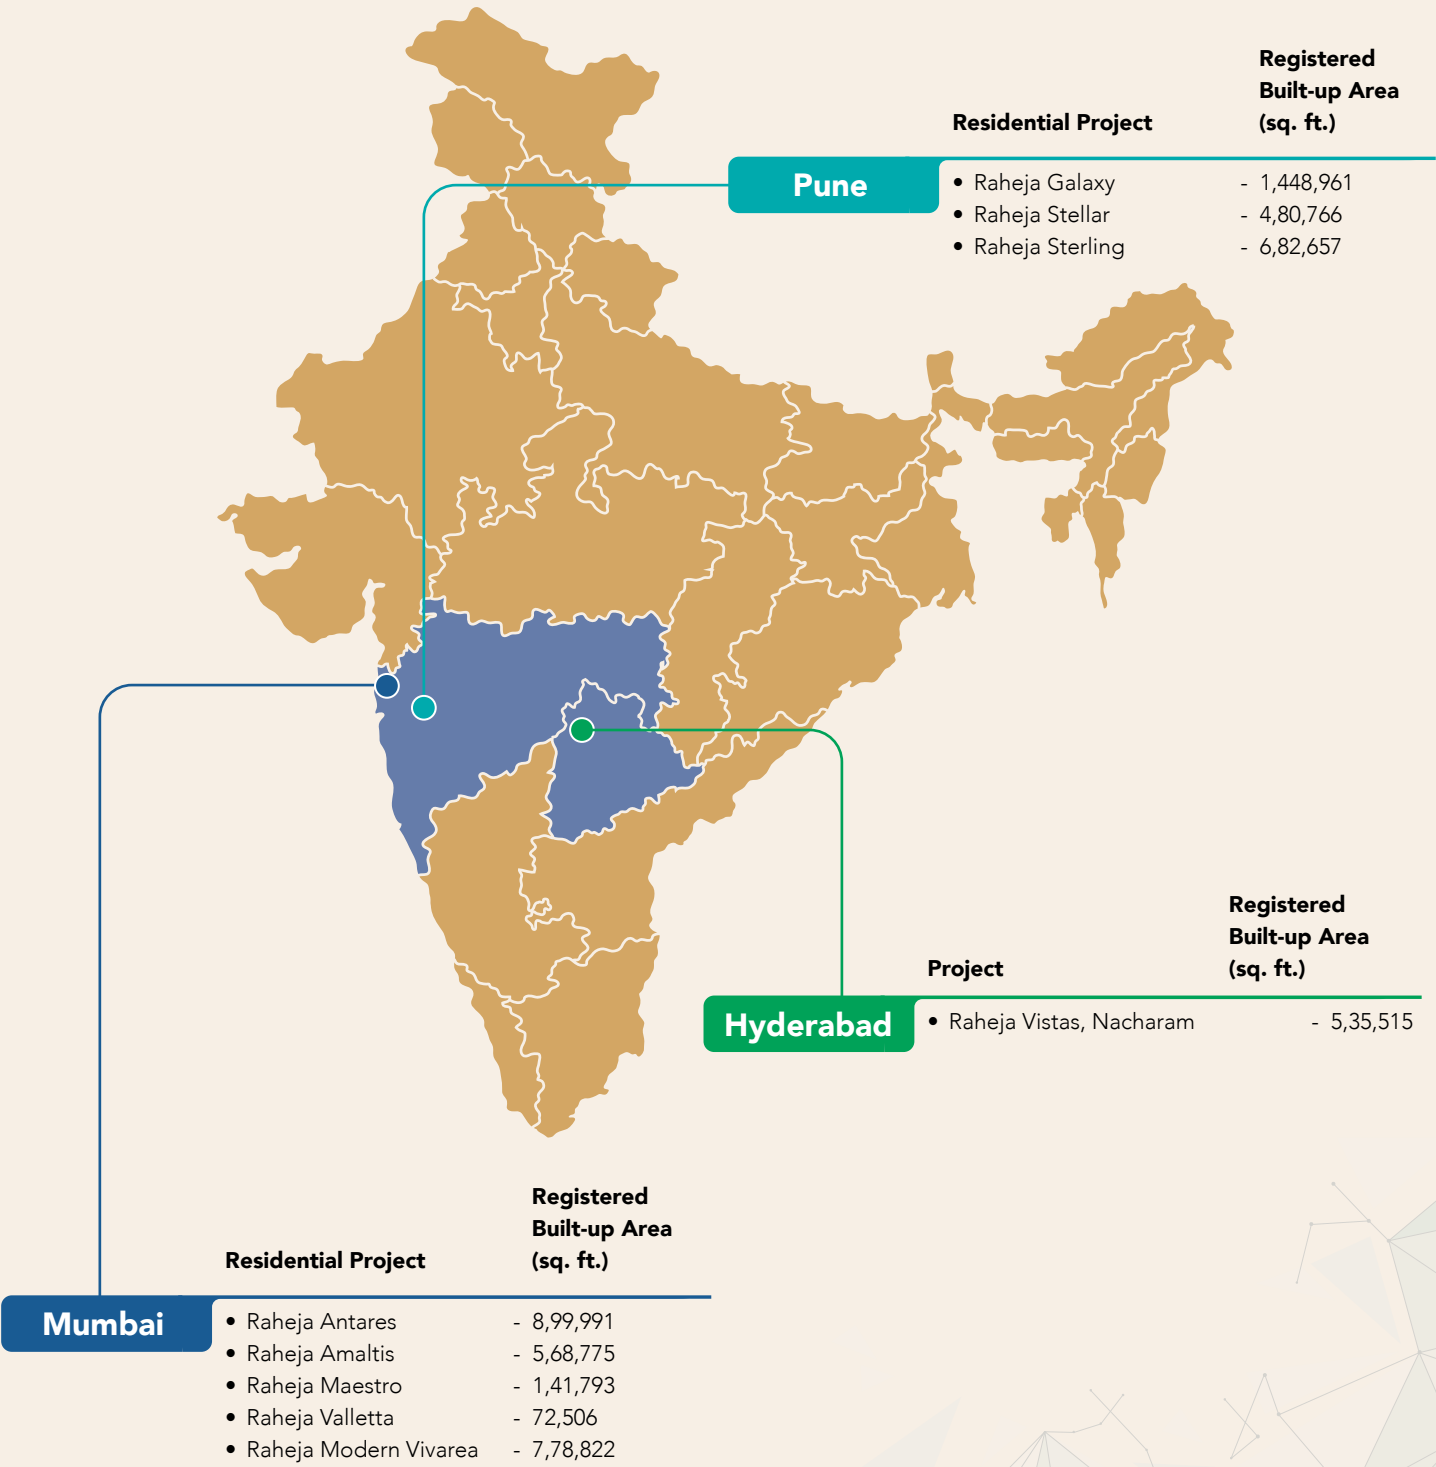 Registered
Built-up Area
Residential Project (sq. ft.)
Pune
• Raheja Galaxy - 1,448,961
• Raheja Stellar - 4,80,766
• Raheja Sterling - 6,82,657
Registered
Built-up Area
Project (sq. ft.)
Hyderabad
• Raheja Vistas, Nacharam - 5,35,515
Registered
Built-up Area
Residential Project (sq. ft.)
Mumbai
• Raheja Antares - 8,99,991
• Raheja Amaltis - 5,68,775
• Raheja Maestro - 1,41,793
• Raheja Valletta - 72,506
• Raheja Modern Vivarea - 7,78,822